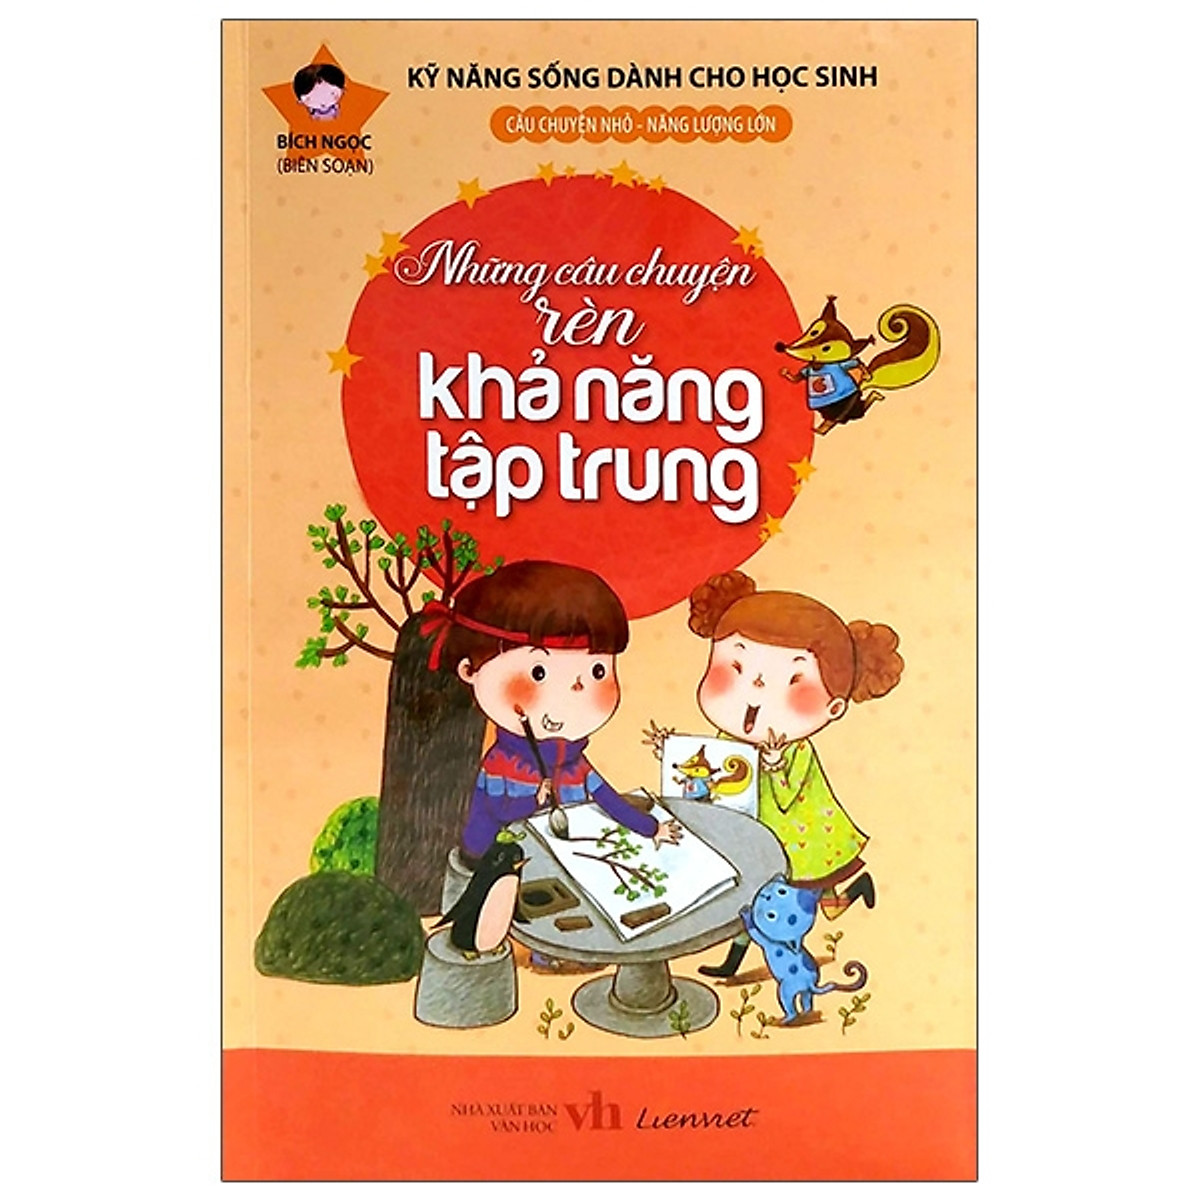 KỸ NĂNG SỐNG DÀNH CHO HỌC SINH
CÂU CHUYỆN NHỎ - NĂNG LƯỢNG LỚN
BÍCH NGỌC
(BIÊN SOẠN)
Những câu chuyện
rèn
khả năng
tập trung
NHÀ XUẤT BẢN
VĂN HỌC
vh
Lienviet